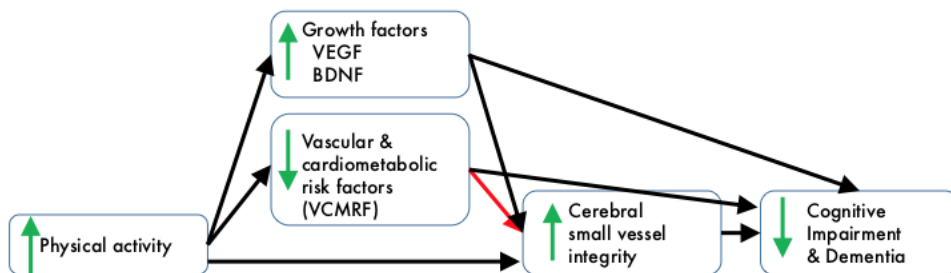 Growth factors
VEGF
BDNF
Vascular &
cardiometabolic
risk factors
(VCMRF)
Physical activity
Cerebral
small vessel
integrity
Cognitive
Impairment
& Dementia